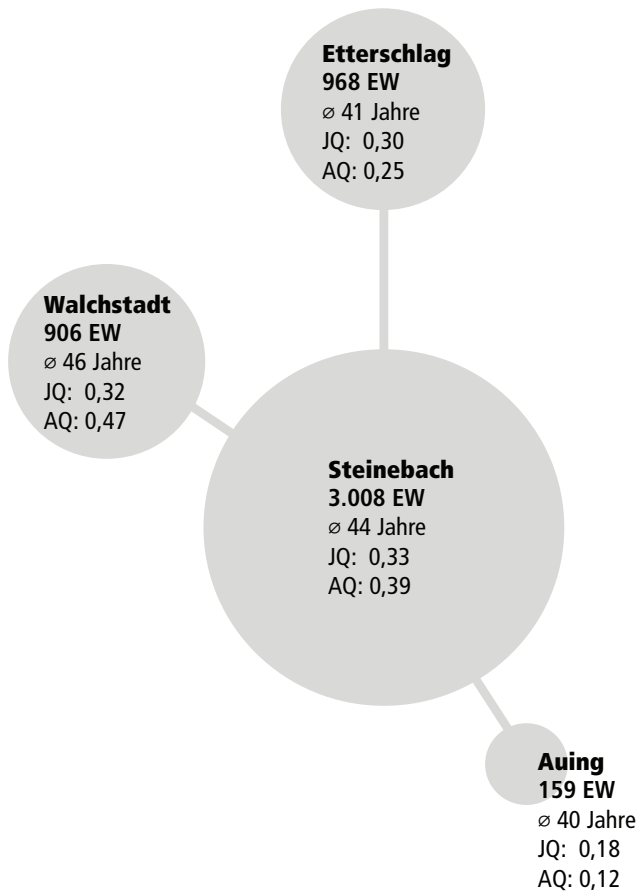 Etterschlag
968 EW
⌀ 41 Jahre
JQ: 0,30
AQ: 0,25
Walchstadt
906 EW
⌀ 46 Jahre
JQ: 0,32
AQ: 0,47
Steinebach
3.008 EW
⌀ 44 Jahre
JQ: 0,33
AQ: 0,39
Auing
159 EW
⌀ 40 Jahre
JQ: 0,18
AQ: 0,12